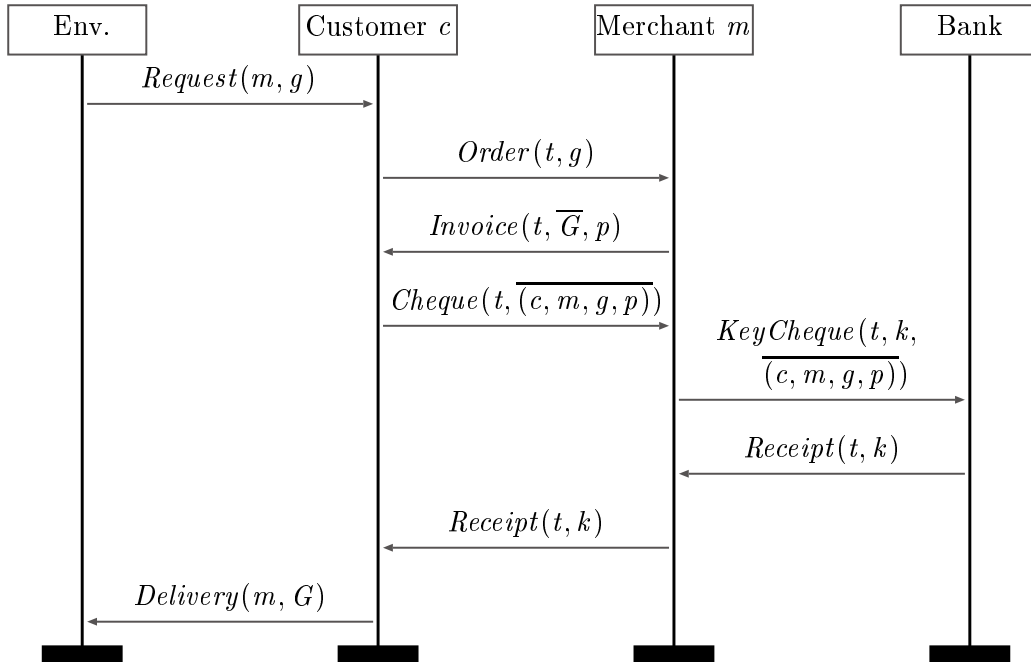 Env.
Customer c
Merchant m
Bank
Request(m, g)
Order(t, g)
Invoice(t, G̅, p)
Cheque(t, (c, m, g, p))
KeyCheque(t, k,
(c, m, g, p))
Receipt(t, k)
Receipt(t, k)
Delivery(m, G)